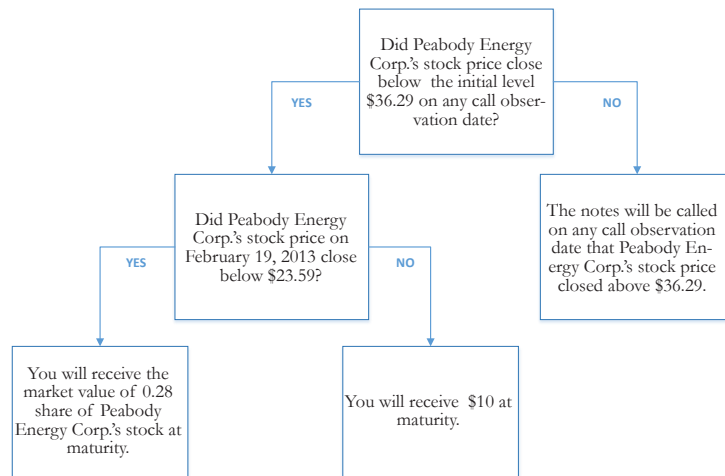 Did Peabody Energy
Corp.'s stock price close
below the initial level
$36.29 on any call obser-
vation date?
YES
NO
Did Peabody Energy
Corp.'s stock price on
February 19, 2013 close
below $23.59?
The notes will be called
on any call observation
date that Peabody En-
ergy Corp.'s stock price
closed above $36.29.
YES
NO
You will receive the
market value of 0.28
share of Peabody
Energy Corp.'s stock at
maturity.
You will receive $10 at
maturity.